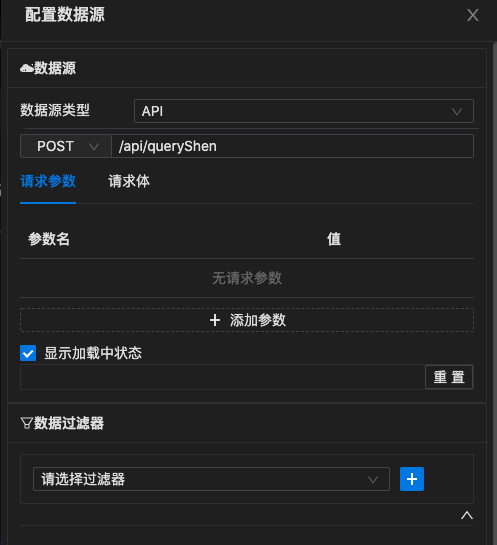 配置数据源
数据源
数据源类型 API
POST /api/queryShen
请求参数 请求体
参数名 值
无请求参数
+ 添加参数
显示加载中状态
重 置
数据过滤器
请选择过滤器 +